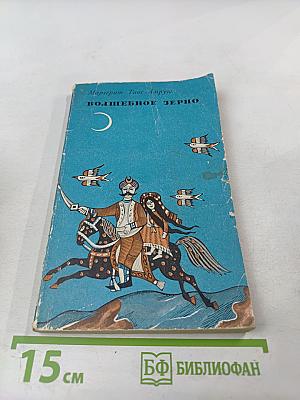 Маргерит Таос Амруш
ВОЛШЕБНОЕ ЗЕРНО
15 см
БФ БИБЛИОФАН